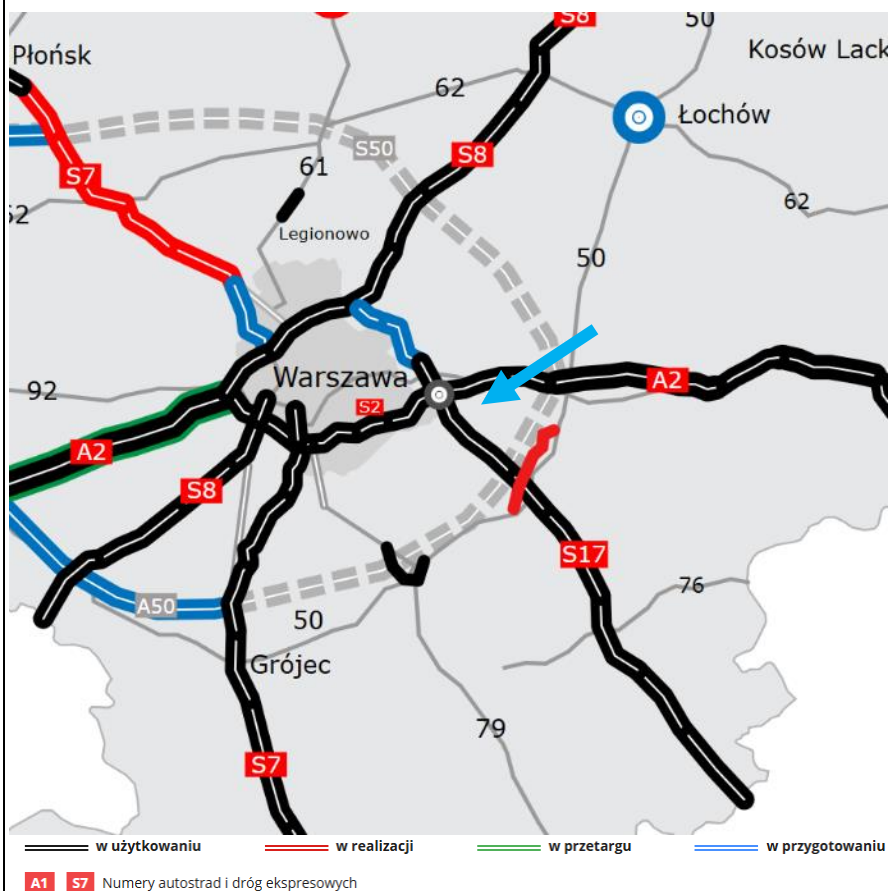 S8
50
Płońsk
Kosów Lack
62
Łochów
S50
S8
61
S7
62
52
Legionowo
50
Warszawa
A2
92
S2
A2
S8
S17
76
A50
50
Grójec
79
S7
w użytkowaniu
w realizacji
w przetargu
w przygotowaniu
A1 S7 Numery autostrad i dróg ekspresowych